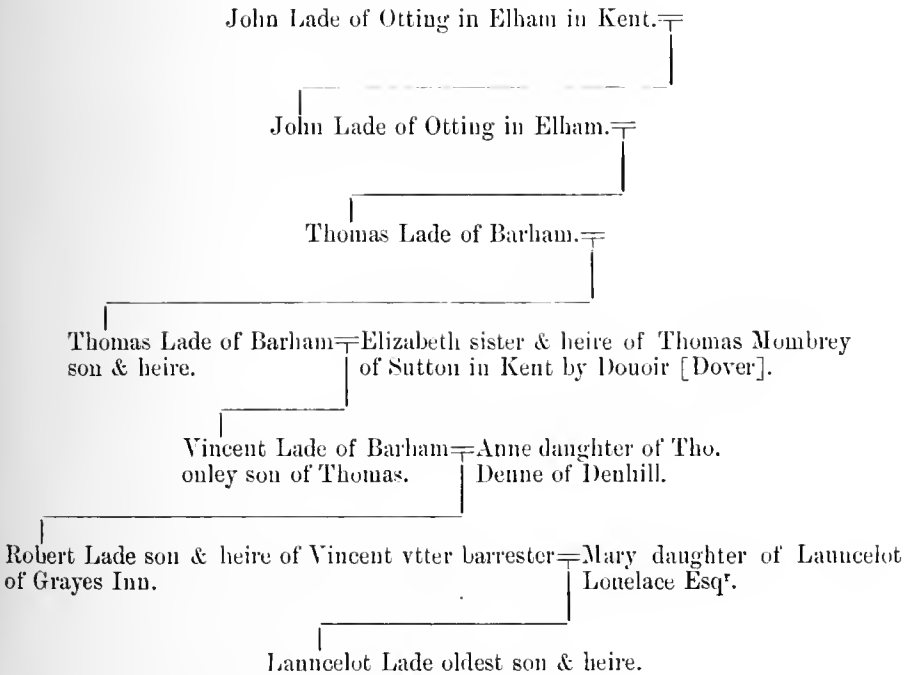 John Lade of Otting in Elham in Kent.
John Lade of Otting in Elham.
Thomas Lade of Barham.
Thomas Lade of Barham Elizabeth sister & heire of Thomas Mombrey
son & heire. of Sutton in Kent by Douoir [Dover].
Vincent Lade of Barham Anne daughter of Tho.
onley son of Thomas. Denne of Denhill.
Robert Lade son & heire of Vincent vtter barrester Mary daughter of Launcelot
of Grayes Inn. Louelace Esqr.
Launcelot Lade oldest son & heire.